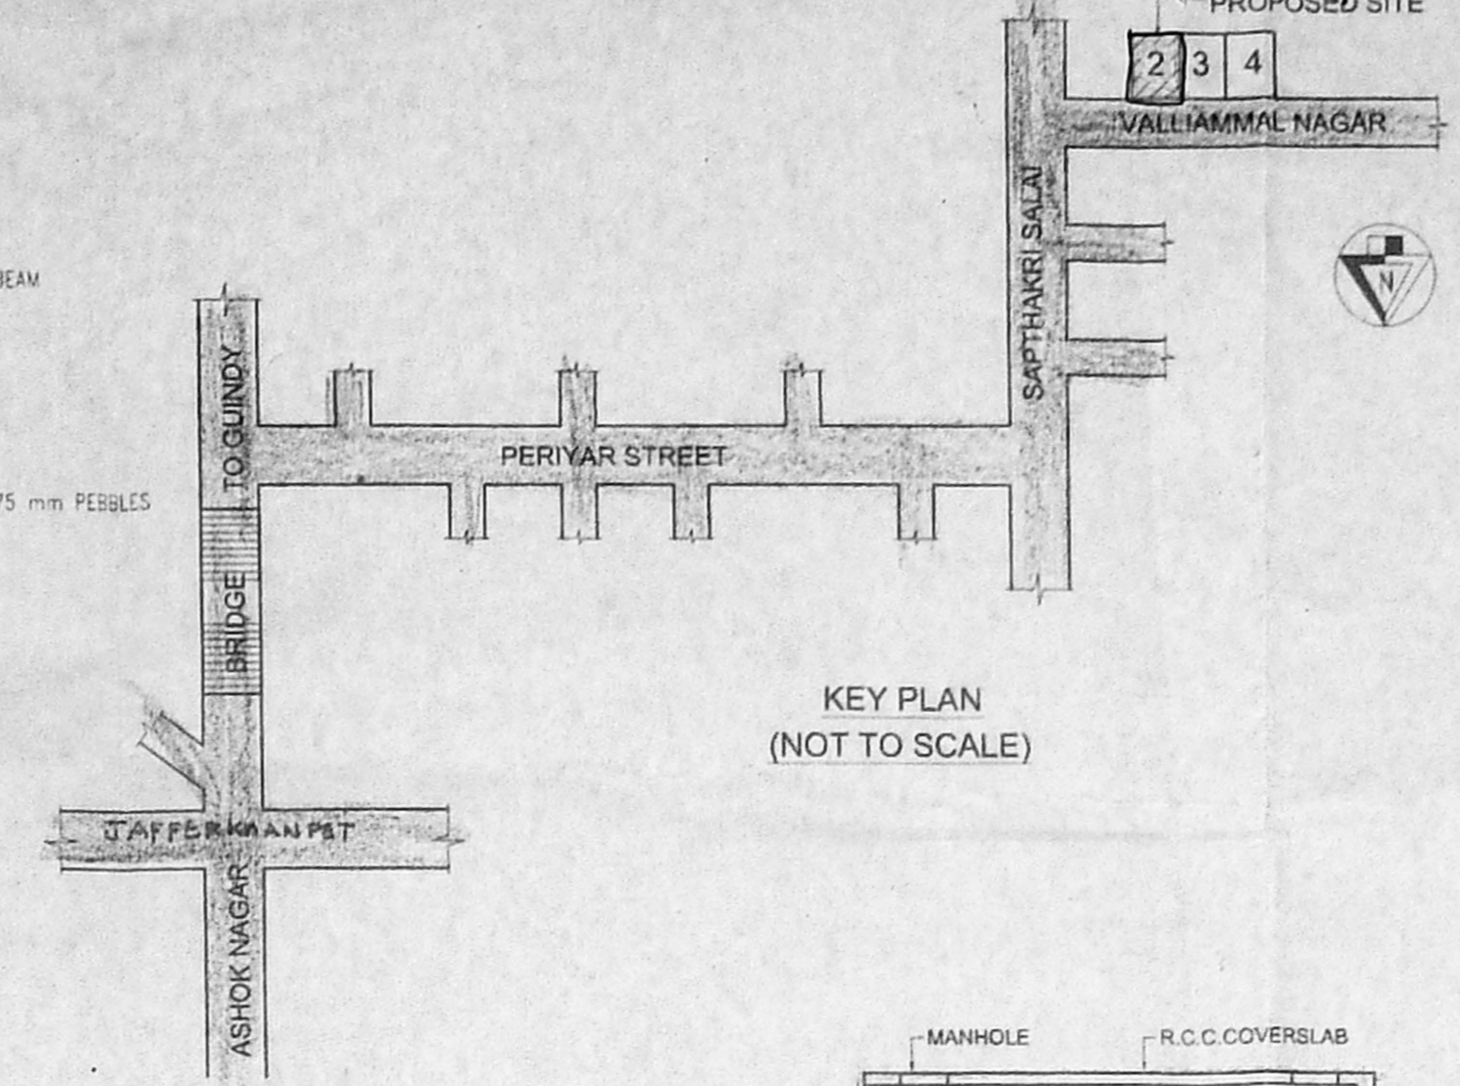 PROPOSED SITE
2 3 4
VALLIAMMAL NAGAR
SAPTHAKRI SALAI
N
BEAM
TO GUINDY
PERIYAR STREET
75 mm PEBBLES
BRIDGE
KEY PLAN
(NOT TO SCALE)
JAFFERKHANPET
ASHOK NAGAR
MANHOLE
R.C.C.COVERSLAB